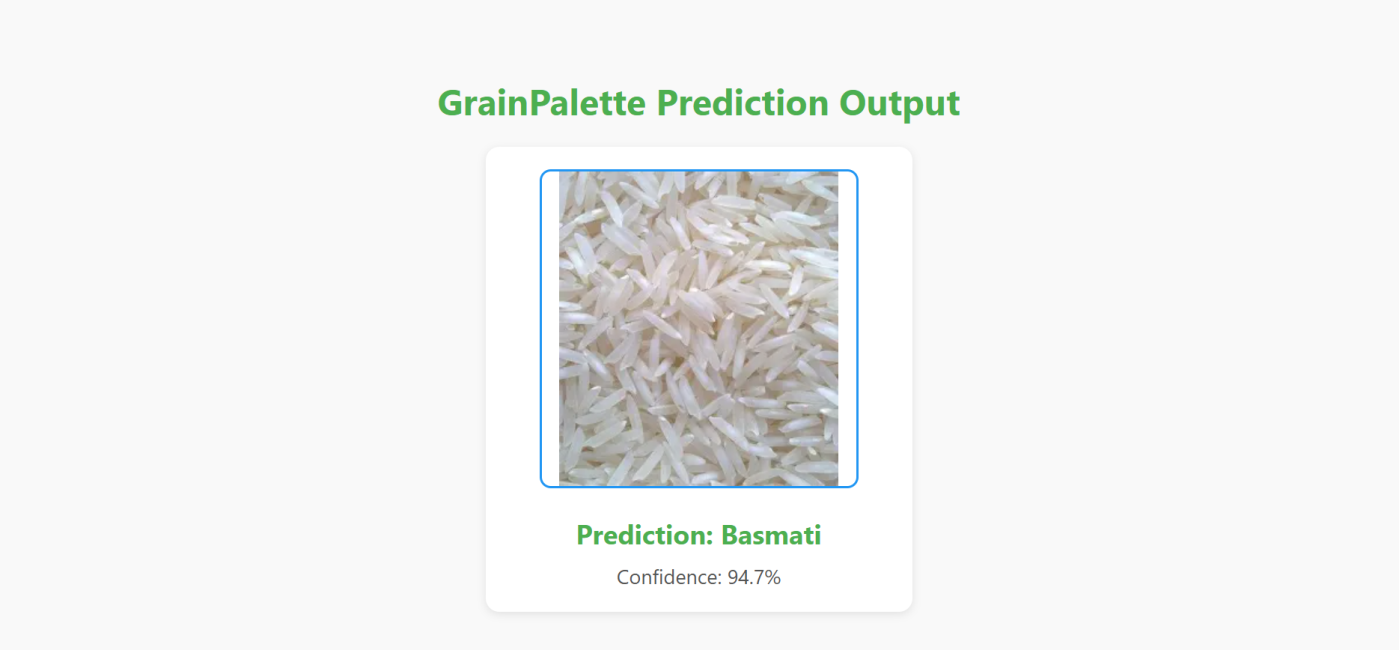 GrainPalette Prediction Output
Prediction: Basmati
Confidence: 94.7%